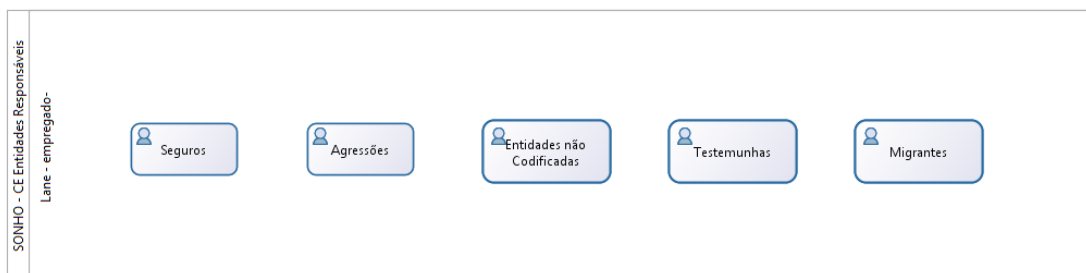 SONHO - CE Entidades Responsáveis
Lane - empregado-
Seguros
Agressões
Entidades não
Codificadas
Testemunhas
Migrantes